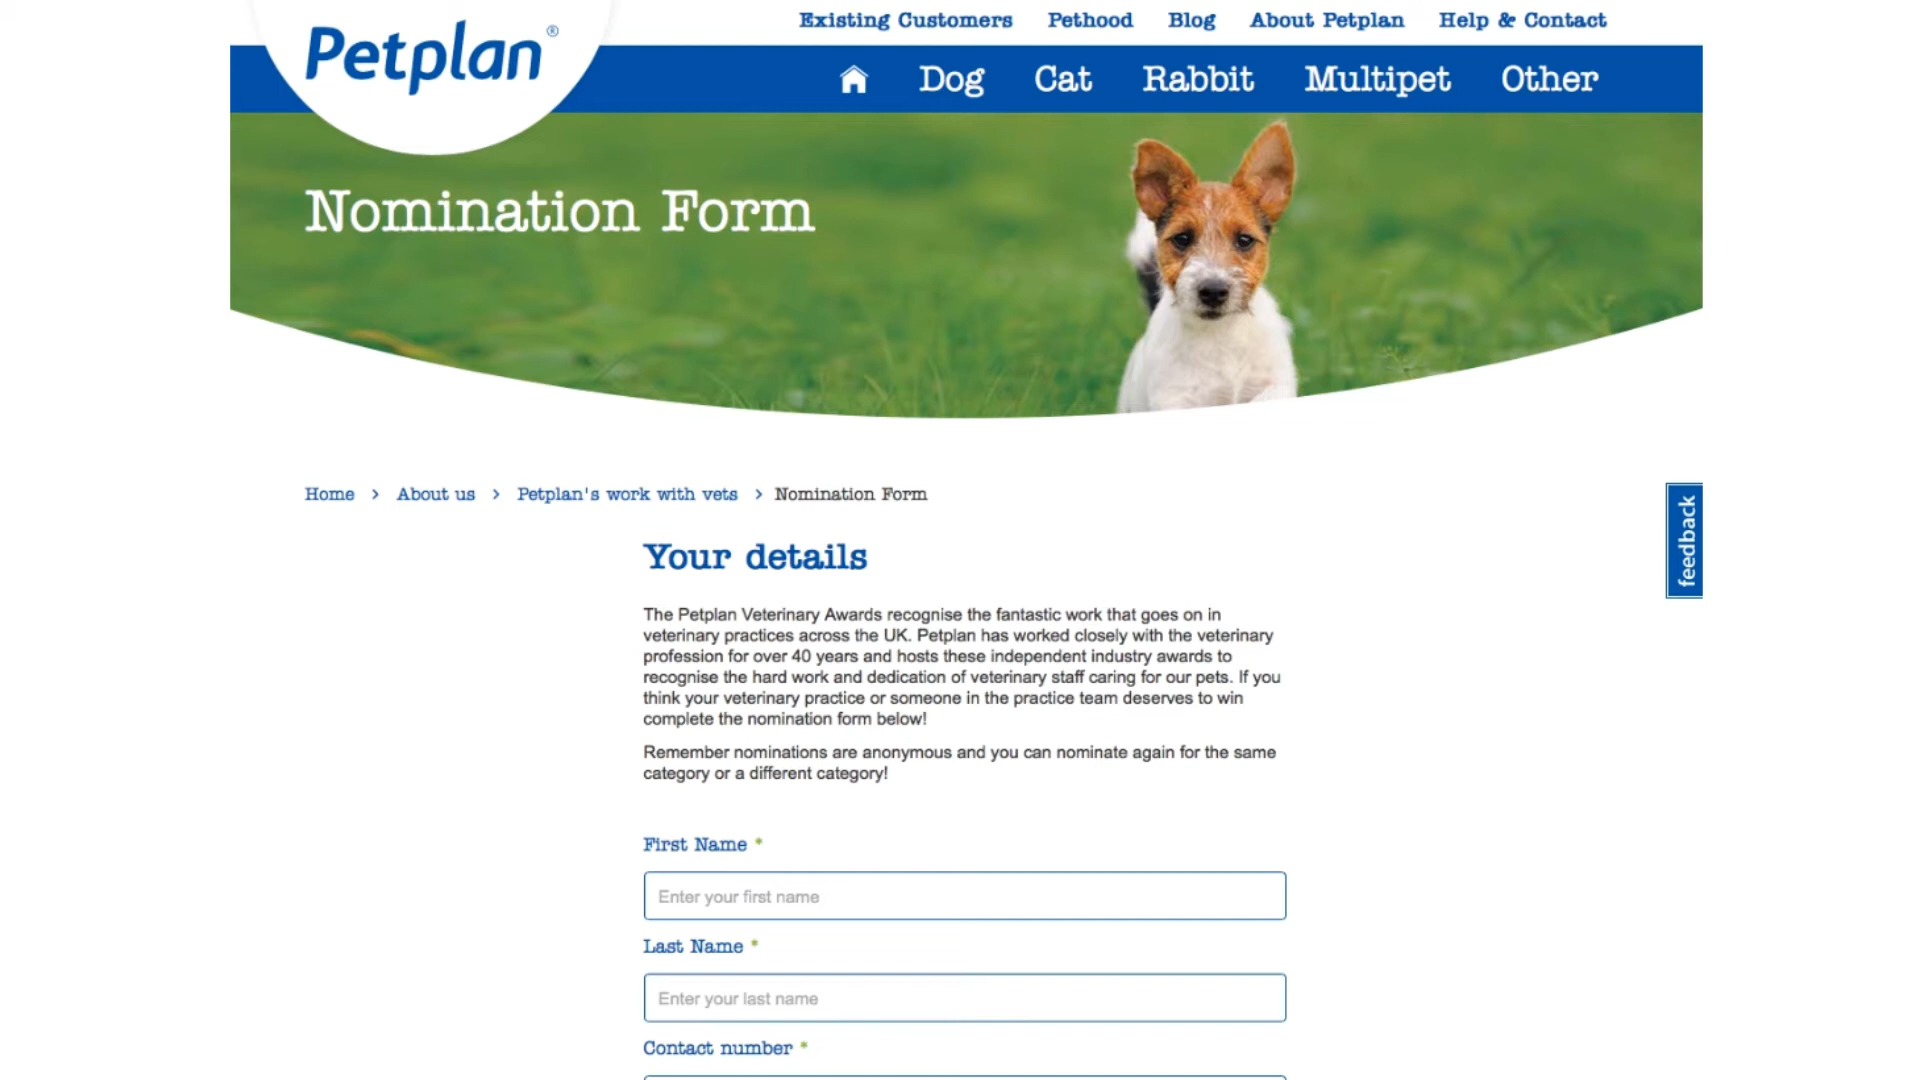 Petplan®
Existing Customers Pethood Blog About Petplan Help & Contact
Dog Cat Rabbit Multipet Other
Nomination Form
Home > About us > Petplan's work with vets > Nomination Form
feedback
Your details
The Petplan Veterinary Awards recognise the fantastic work that goes on in
veterinary practices across the UK. Petplan has worked closely with the veterinary
profession for over 40 years and hosts these independent industry awards to
recognise the hard work and dedication of veterinary staff caring for our pets. If you
think your veterinary practice or someone in the practice team deserves to win
complete the nomination form below!
Remember nominations are anonymous and you can nominate again for the same
category or a different category!
First Name *
Enter your first name
Last Name *
Enter your last name
Contact number *